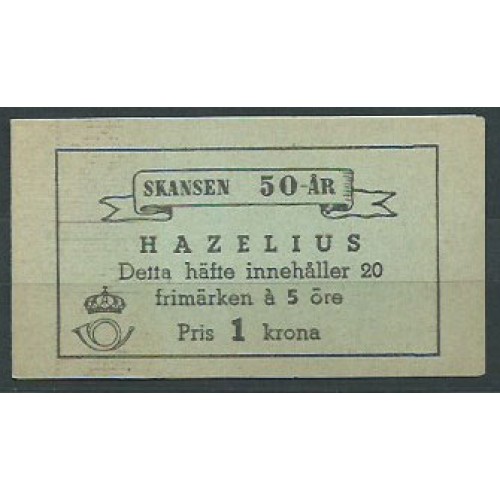 SKANSEN 50-ÅR
HAZELIUS
Detta häfte innehåller 20
frimärken à 5 öre
Pris 1 krona